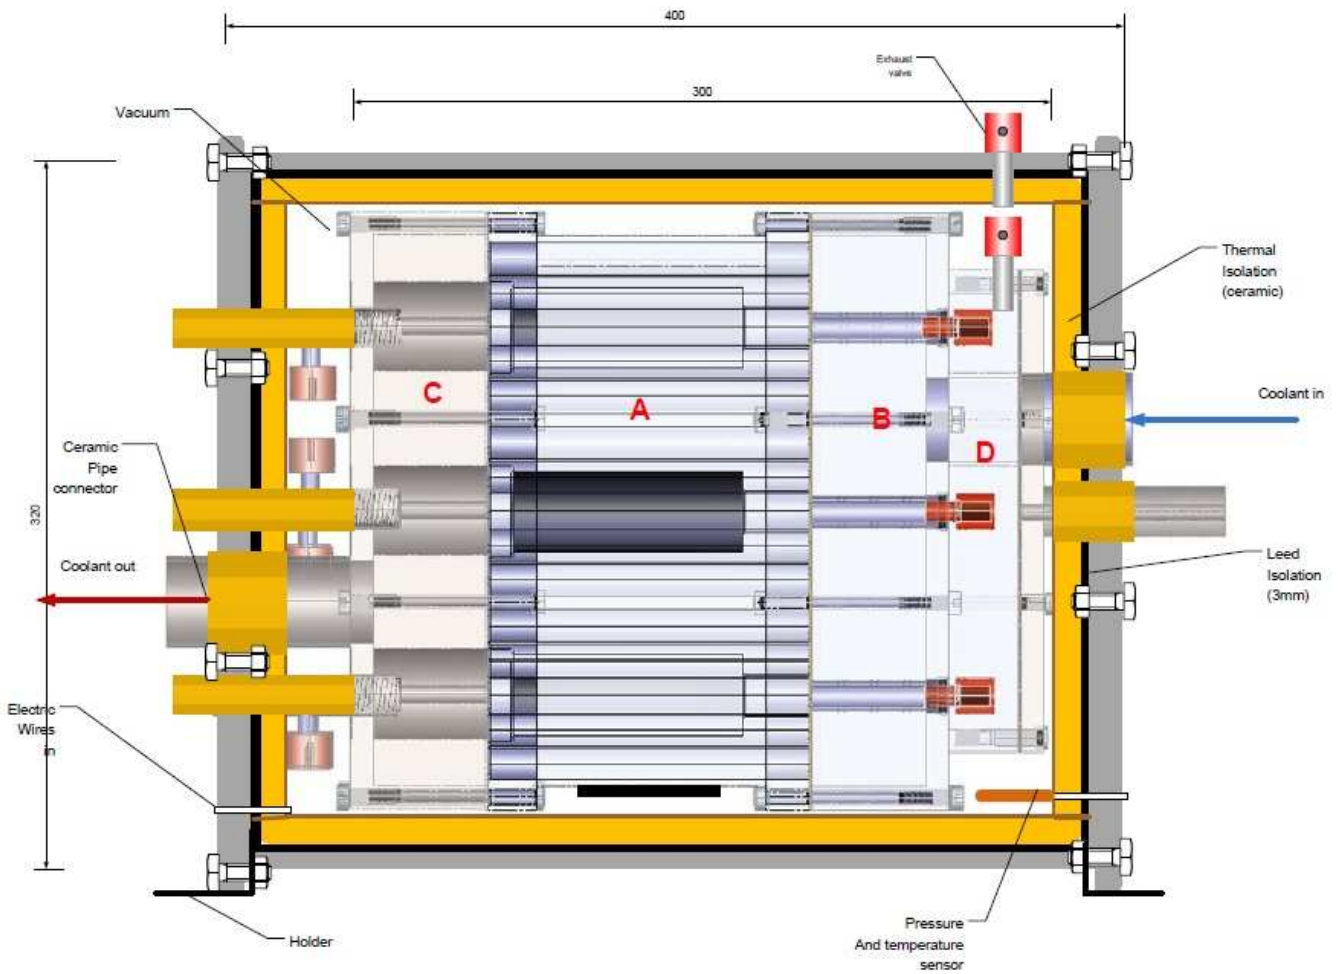 400
Exhaust
valve
300
Vacuum
Thermal
Isolation
(ceramic)
C
A
B
D
Coolant in
Ceramic
Pipe
connector
320
Coolant out
Leed
Isolation
(3mm)
Electric
Wires
in
Holder
Pressure
And temperature
sensor